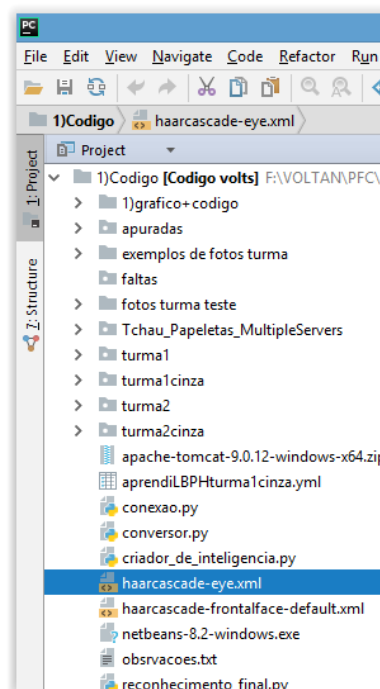 PC
File Edit View Navigate Code Refactor Run
1)Codigo haarcascade-eye.xml
Project
1: Project
7: Structure
1)Codigo [Codigo volts] F:\VOLTAN\PFC\
1)grafico+codigo
apuradas
exemplos de fotos turma
faltas
fotos turma teste
Tchau_Papeletas_MultipleServers
turma1
turma1cinza
turma2
turma2cinza
apache-tomcat-9.0.12-windows-x64.zip
aprendiLBPHturma1cinza.yml
conexao.py
conversor.py
criador_de_inteligencia.py
haarcascade-eye.xml
haarcascade-frontalface-default.xml
netbeans-8.2-windows.exe
obsrvacoes.txt
reconhecimento_final.py